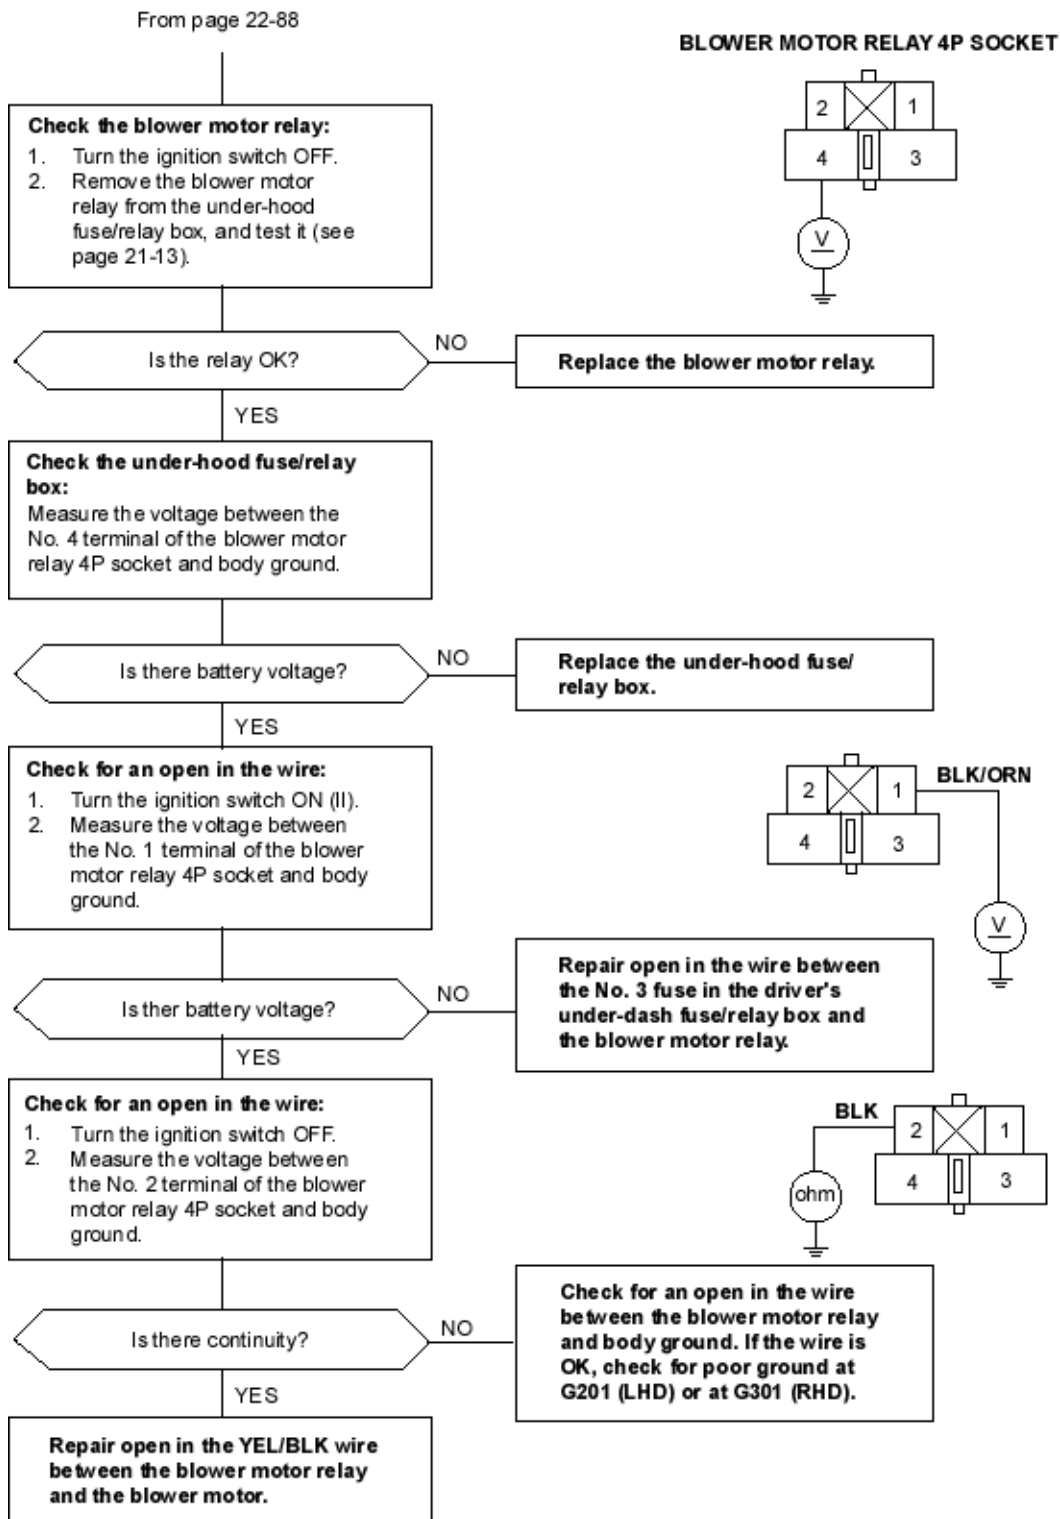 From page 22-88
BLOWER MOTOR RELAY 4P SOCKET
2
1
4
3
V
Check the blower motor relay:
1. Turn the ignition switch OFF.
2. Remove the blower motor
relay from the under-hood
fuse/relay box, and test it (see
page 21-13).
Is the relay OK?
NO
Replace the blower motor relay.
YES
Check the under-hood fuse/relay
box:
Measure the voltage between the
No. 4 terminal of the blower motor
relay 4P socket and body ground.
Is there battery voltage?
NO
Replace the under-hood fuse/
relay box.
YES
Check for an open in the wire:
1. Turn the ignition switch ON (II).
2. Measure the voltage between
the No. 1 terminal of the blower
motor relay 4P socket and body
ground.
2
1
BLK/ORN
4
3
V
Is ther battery voltage?
NO
Repair open in the wire between
the No. 3 fuse in the driver's
under-dash fuse/relay box and
the blower motor relay.
YES
Check for an open in the wire:
1. Turn the ignition switch OFF.
2. Measure the voltage between
the No. 2 terminal of the blower
motor relay 4P socket and body
ground.
BLK
2
1
4
3
ohm
Is there continuity?
NO
Check for an open in the wire
between the blower motor relay
and body ground. If the wire is
OK, check for poor ground at
G201 (LHD) or at G301 (RHD).
YES
Repair open in the YEL/BLK wire
between the blower motor relay
and the blower motor.